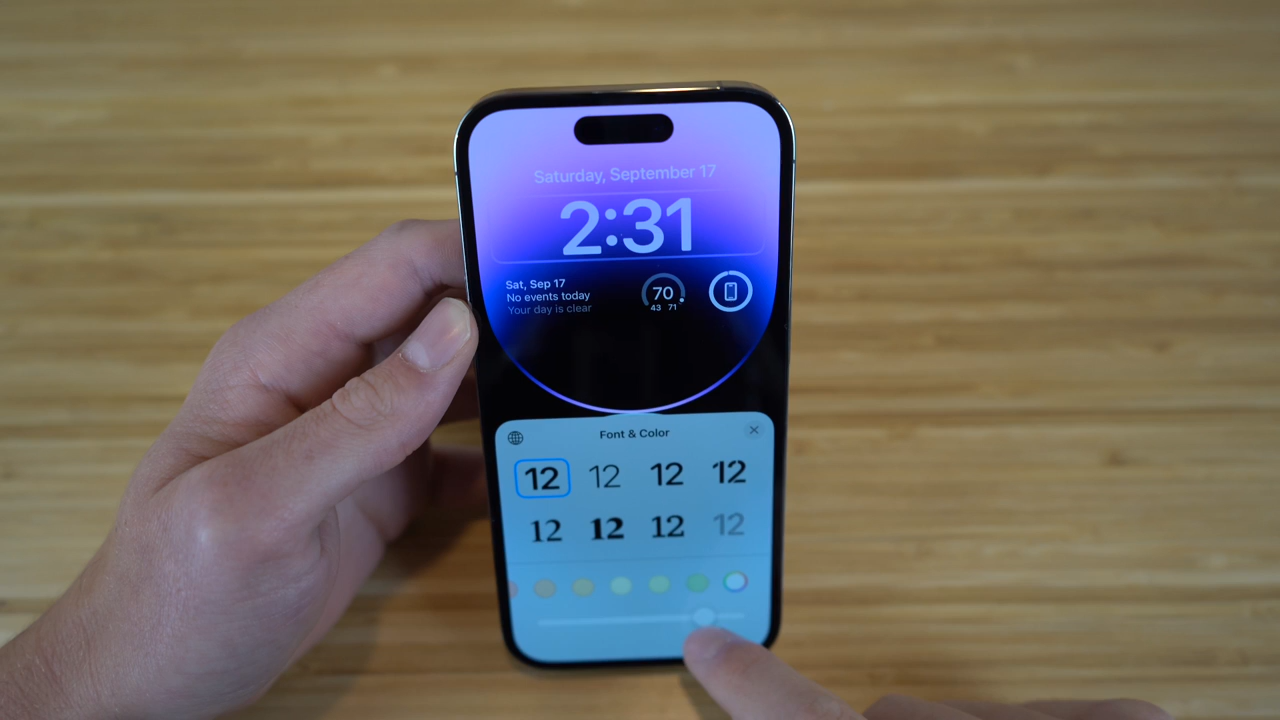 Saturday, September 17
2:31
Sat, Sep 17
No events today
Your day is clear
70
43 71
Font & Color
12 12 12 12
12 12 12 12